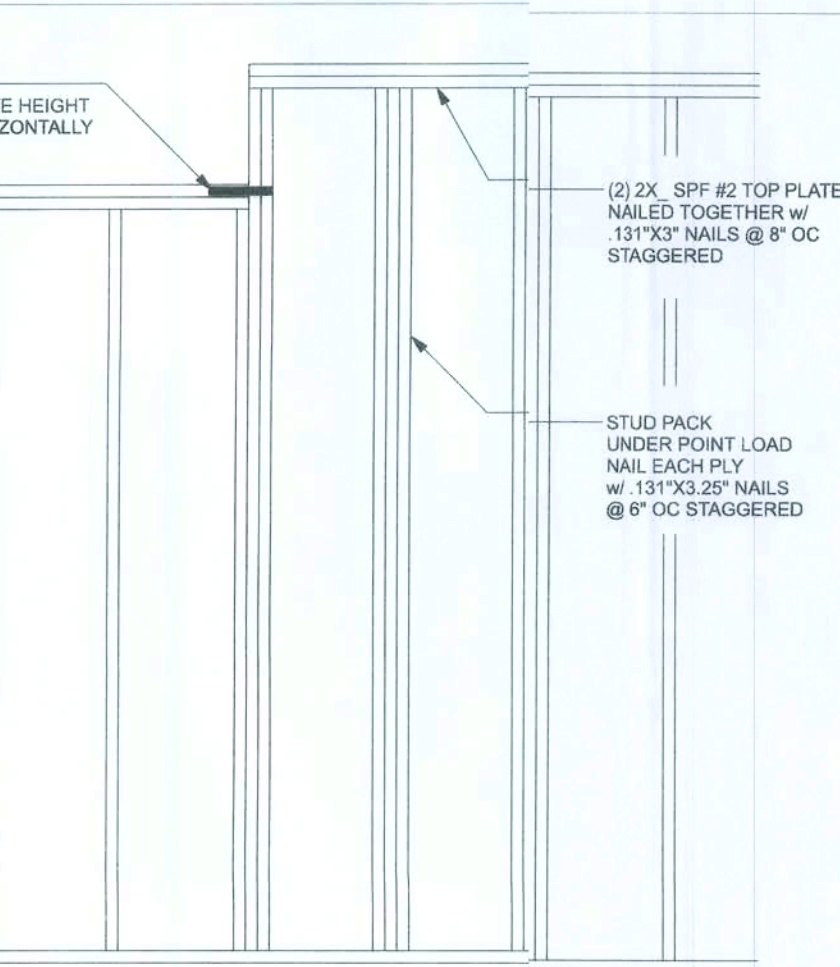 E HEIGHT
ZONTALLY
(2) 2X_ SPF #2 TOP PLATE
NAILED TOGETHER w/
.131"X3" NAILS @ 8" OC
STAGGERED
STUD PACK
UNDER POINT LOAD
NAIL EACH PLY
w/ .131"X3.25" NAILS
@ 6" OC STAGGERED